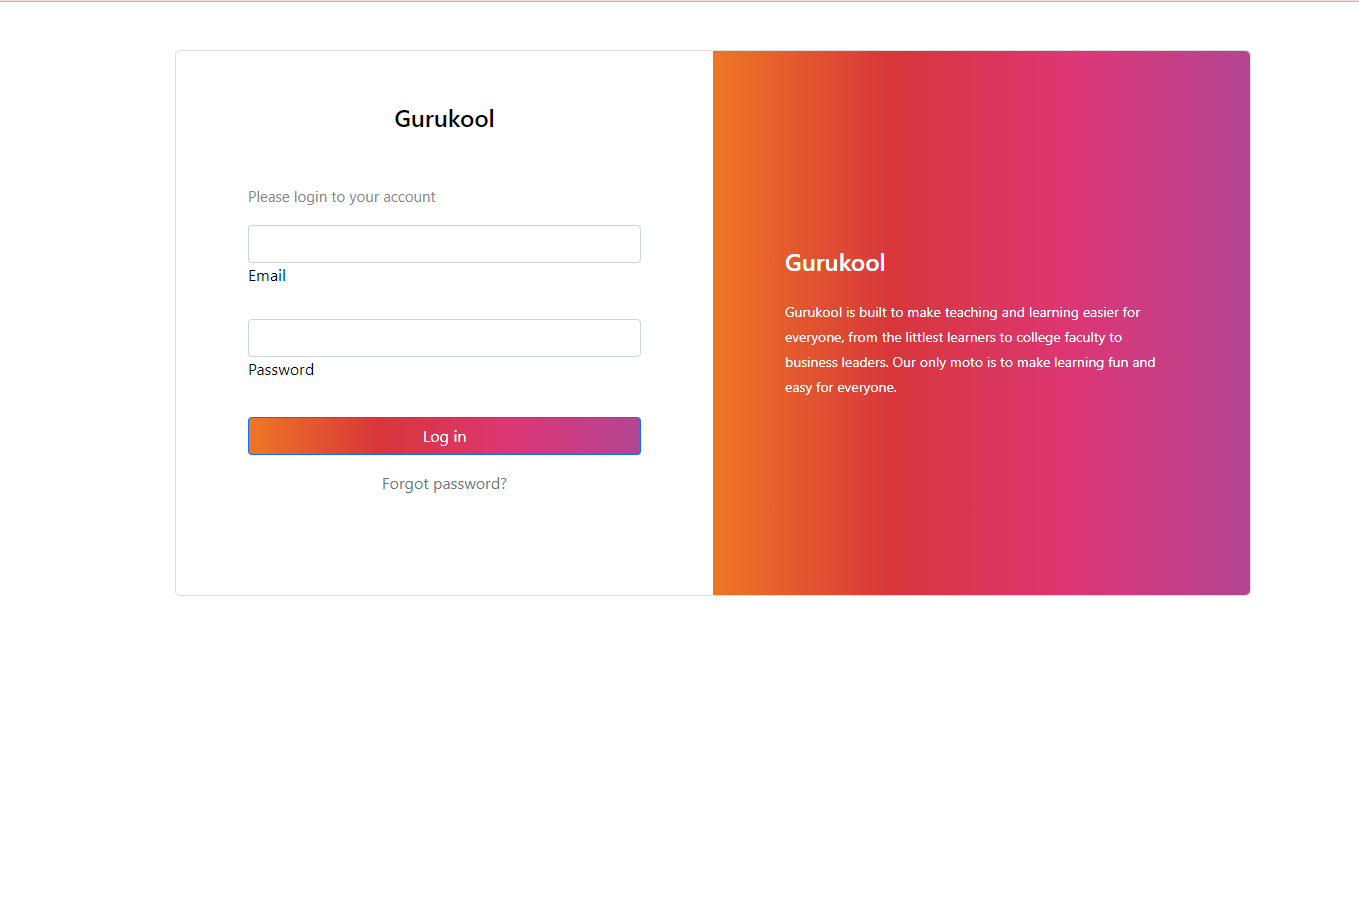 Gurukool
Please login to your account
Email
Password
Log in
Forgot password?
Gurukool
Gurukool is built to make teaching and learning easier for
everyone, from the littlest learners to college faculty to
business leaders. Our only moto is to make learning fun and
easy for everyone.